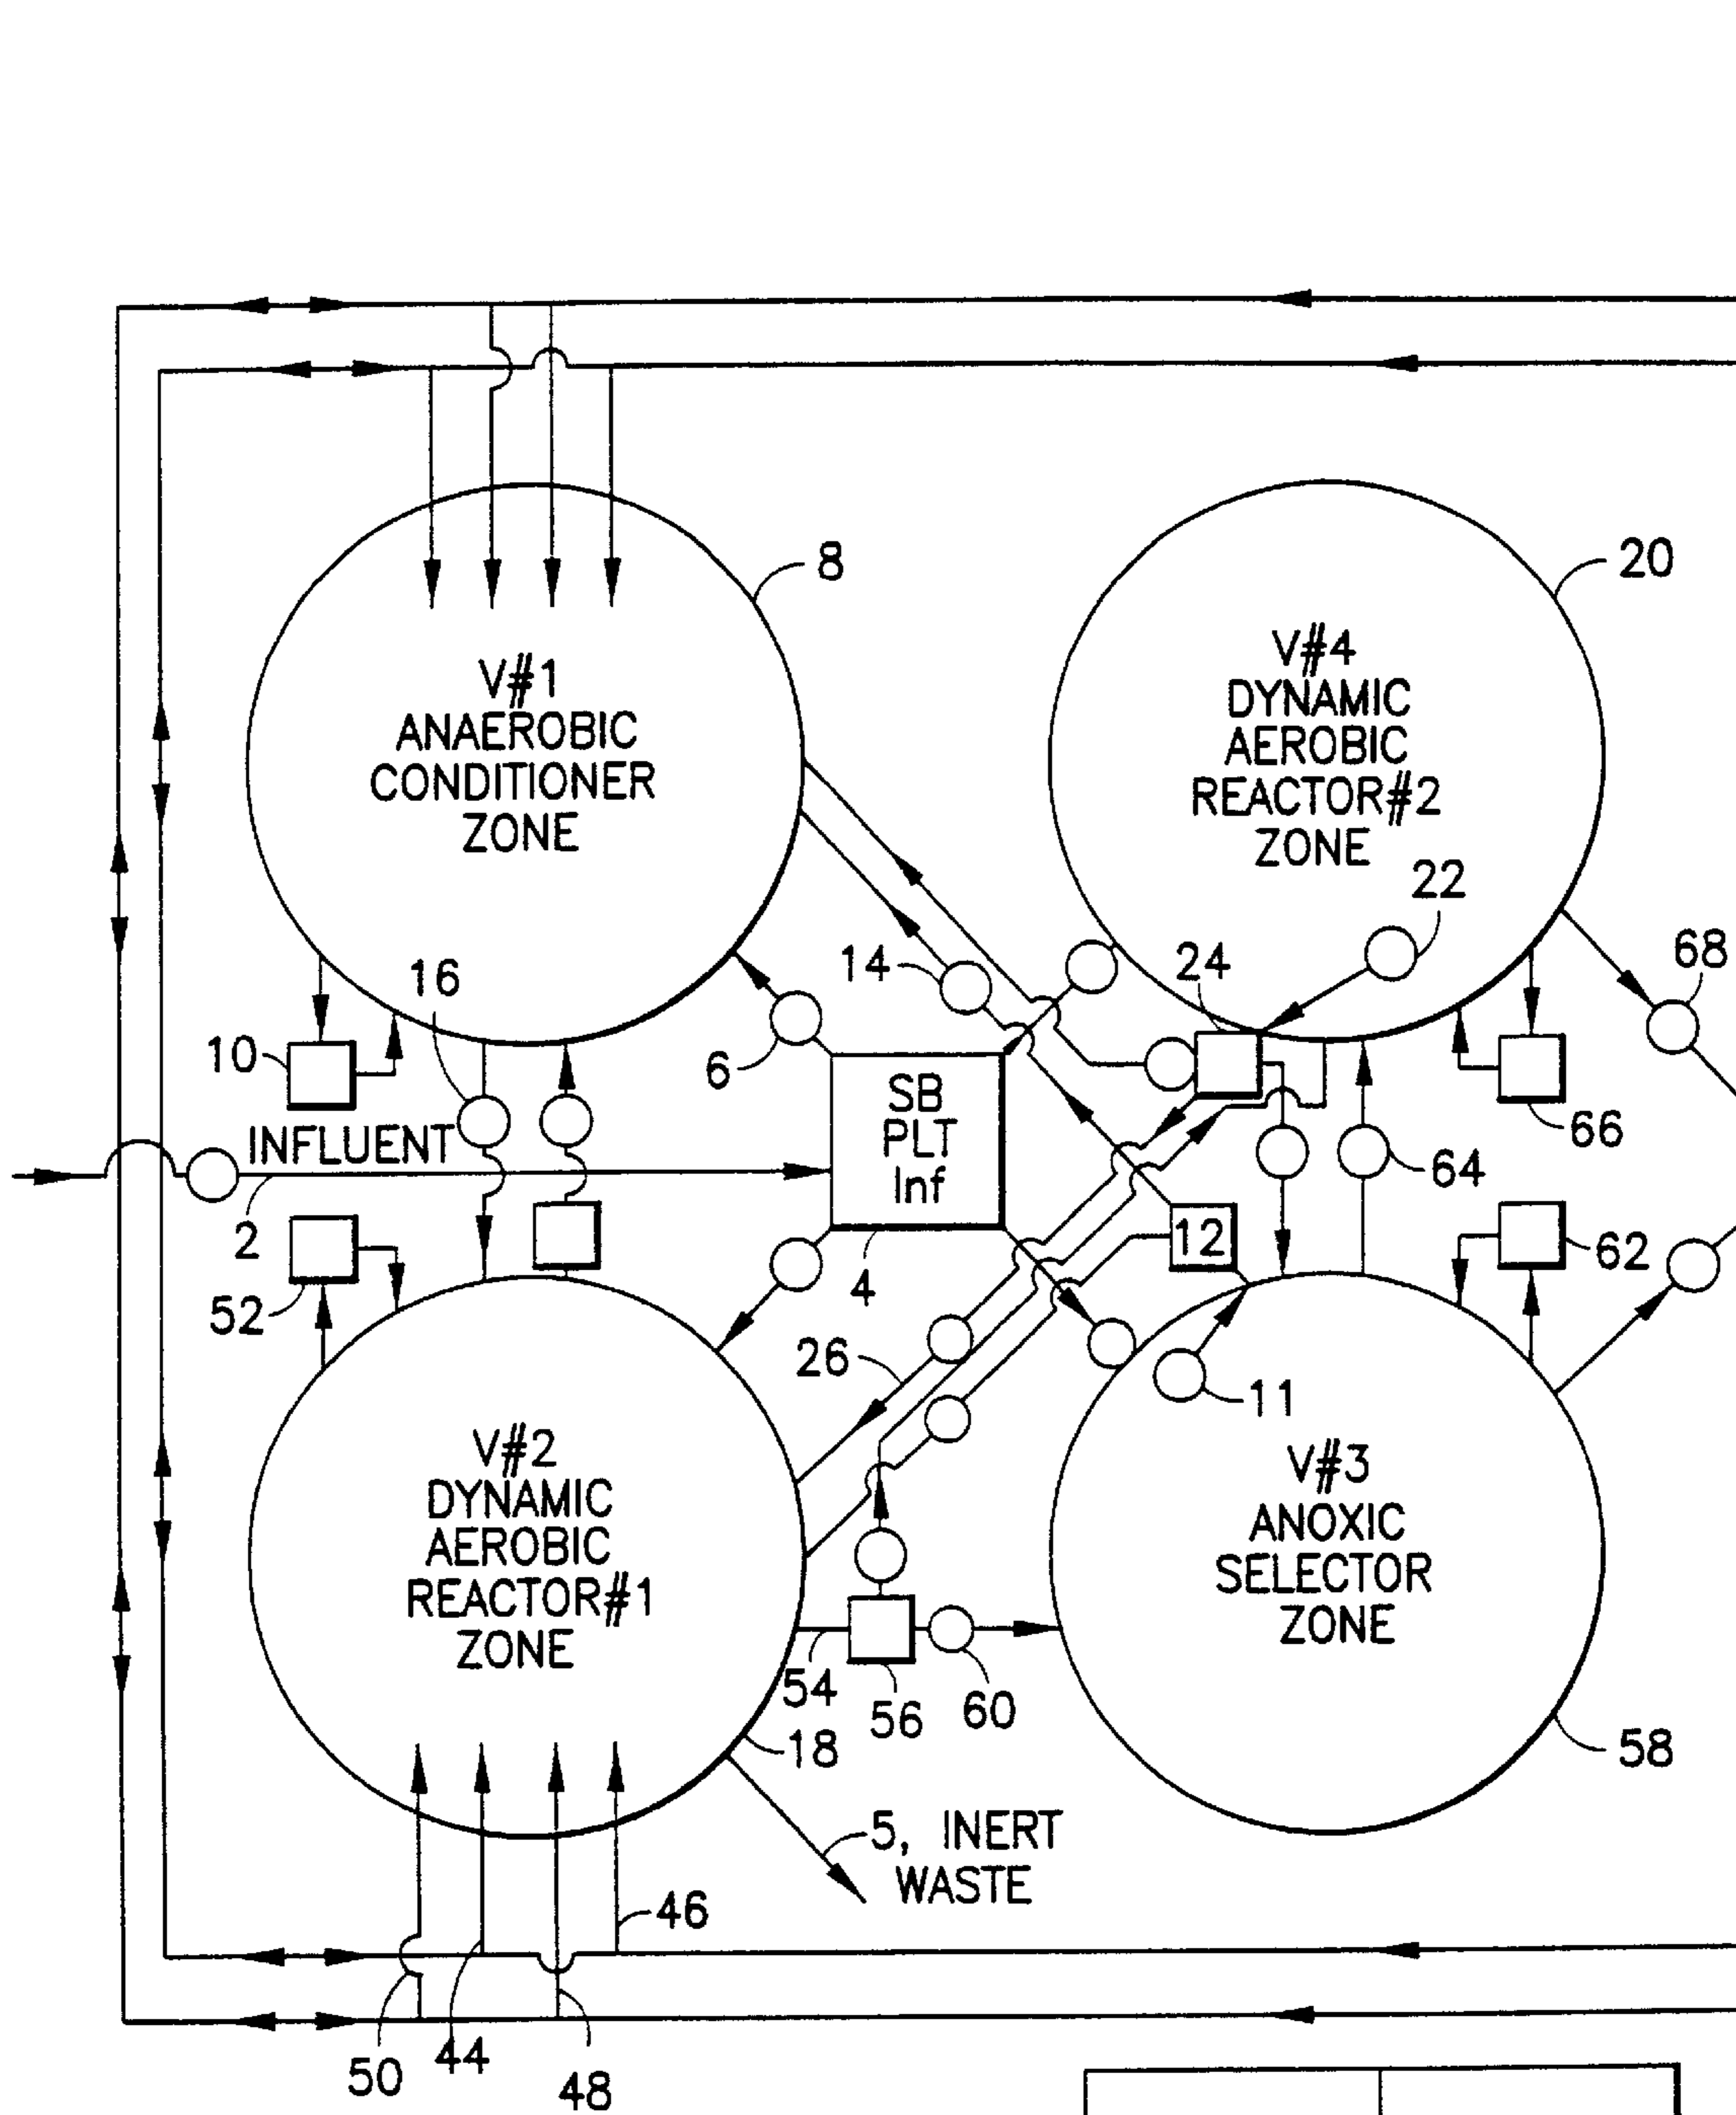 8
20
V#1
ANAEROBIC
CONDITIONER
ZONE
V#4
DYNAMIC
AEROBIC
REACTOR#2
ZONE
22
68
24
14
16
10
6
66
INFLUENT
SB
PLT
Inf
64
2
12
62
52
4
26
11
V#2
DYNAMIC
AEROBIC
REACTOR#1
ZONE
V#3
ANOXIC
SELECTOR
ZONE
54
56
60
18
58
5, INERT
WASTE
46
50
44
48